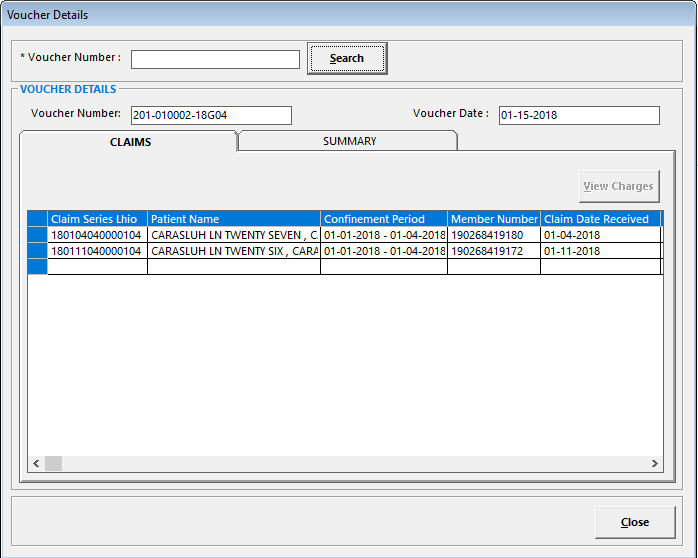 Voucher Details
* Voucher Number : Search
VOUCHER DETAILS
Voucher Number: 201-010002-18G04 Voucher Date : 01-15-2018
CLAIMS SUMMARY
View Charges
Claim Series Lhio Patient Name Confinement Period Member Number Claim Date Received
180104040000104 CARASLUH LN TWENTY SEVEN , C 01-01-2018 - 01-04-2018 190268419180 01-04-2018
180111040000104 CARASLUH LN TWENTY SIX , CARA 01-01-2018 - 01-04-2018 190268419172 01-11-2018
Close